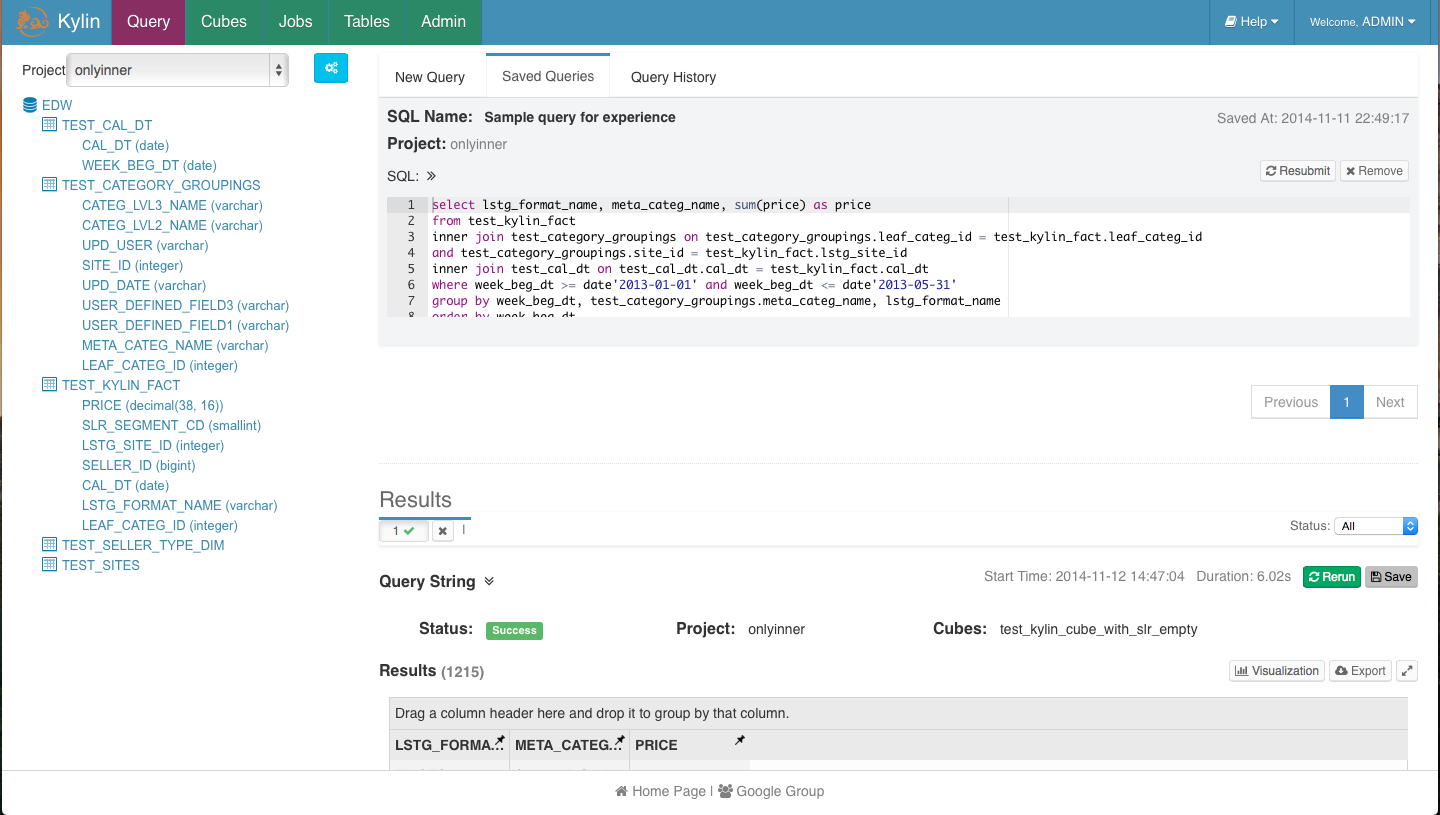 Kylin Query Cubes Jobs Tables Admin Help Welcome, ADMIN
Project onlyinner
EDW
TEST_CAL_DT
CAL_DT (date)
WEEK_BEG_DT (date)
TEST_CATEGORY_GROUPINGS
CATEG_LVL3_NAME (varchar)
CATEG_LVL2_NAME (varchar)
UPD_USER (varchar)
SITE_ID (integer)
UPD_DATE (varchar)
USER_DEFINED_FIELD3 (varchar)
USER_DEFINED_FIELD1 (varchar)
META_CATEG_NAME (varchar)
LEAF_CATEG_ID (integer)
TEST_KYLIN_FACT
PRICE (decimal(38, 16))
SLR_SEGMENT_CD (smallint)
LSTG_SITE_ID (integer)
SELLER_ID (bigint)
CAL_DT (date)
LSTG_FORMAT_NAME (varchar)
LEAF_CATEG_ID (integer)
TEST_SELLER_TYPE_DIM
TEST_SITES
New Query Saved Queries Query History
SQL Name: Sample query for experience Saved At: 2014-11-11 22:49:17
Project: onlyinner
SQL: » Resubmit Remove
1 select lstg_format_name, meta_categ_name, sum(price) as price
2 from test_kylin_fact
3 inner join test_category_groupings on test_category_groupings.leaf_categ_id = test_kylin_fact.leaf_categ_id
4 and test_category_groupings.site_id = test_kylin_fact.lstg_site_id
5 inner join test_cal_dt on test_cal_dt.cal_dt = test_kylin_fact.cal_dt
6 where week_beg_dt >= date'2013-01-01' and week_beg_dt <= date'2013-05-31'
7 group by week_beg_dt, test_category_groupings.meta_categ_name, lstg_format_name
8 order by week_beg_dt
Previous 1 Next
Results
1 | Status: All
Query String Start Time: 2014-11-12 14:47:04 Duration: 6.02s Rerun Save
Status: Success Project: onlyinner Cubes: test_kylin_cube_with_slr_empty
Results (1215) Visualization Export
Drag a column header here and drop it to group by that column.
LSTG_FORMA... META_CATEG... PRICE
Home Page | Google Group